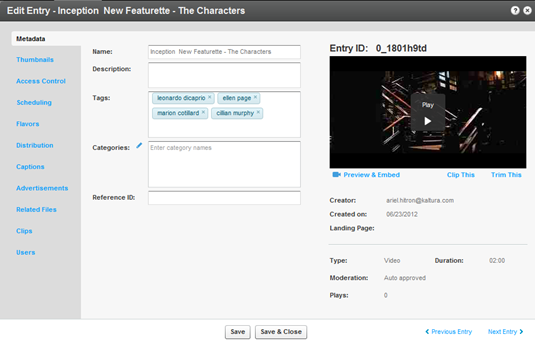 Edit Entry - Inception New Featurette - The Characters
Metadata
Thumbnails
Access Control
Scheduling
Flavors
Distribution
Captions
Advertisements
Related Files
Clips
Users
Name: Inception New Featurette - The Characters
Description:
Tags: leonardo dicaprio × ellen page ×
marion cotillard × cillian murphy ×
Categories: Enter category names
Reference ID:
Entry ID: 0_1801h9td
Play
Preview & Embed Clip This Trim This
Creator: ariel.hitron@kaltura.com
Created on: 06/23/2012
Landing Page:
Type: Video Duration: 02:00
Moderation: Auto approved
Plays: 0
Save Save & Close Previous Entry Next Entry